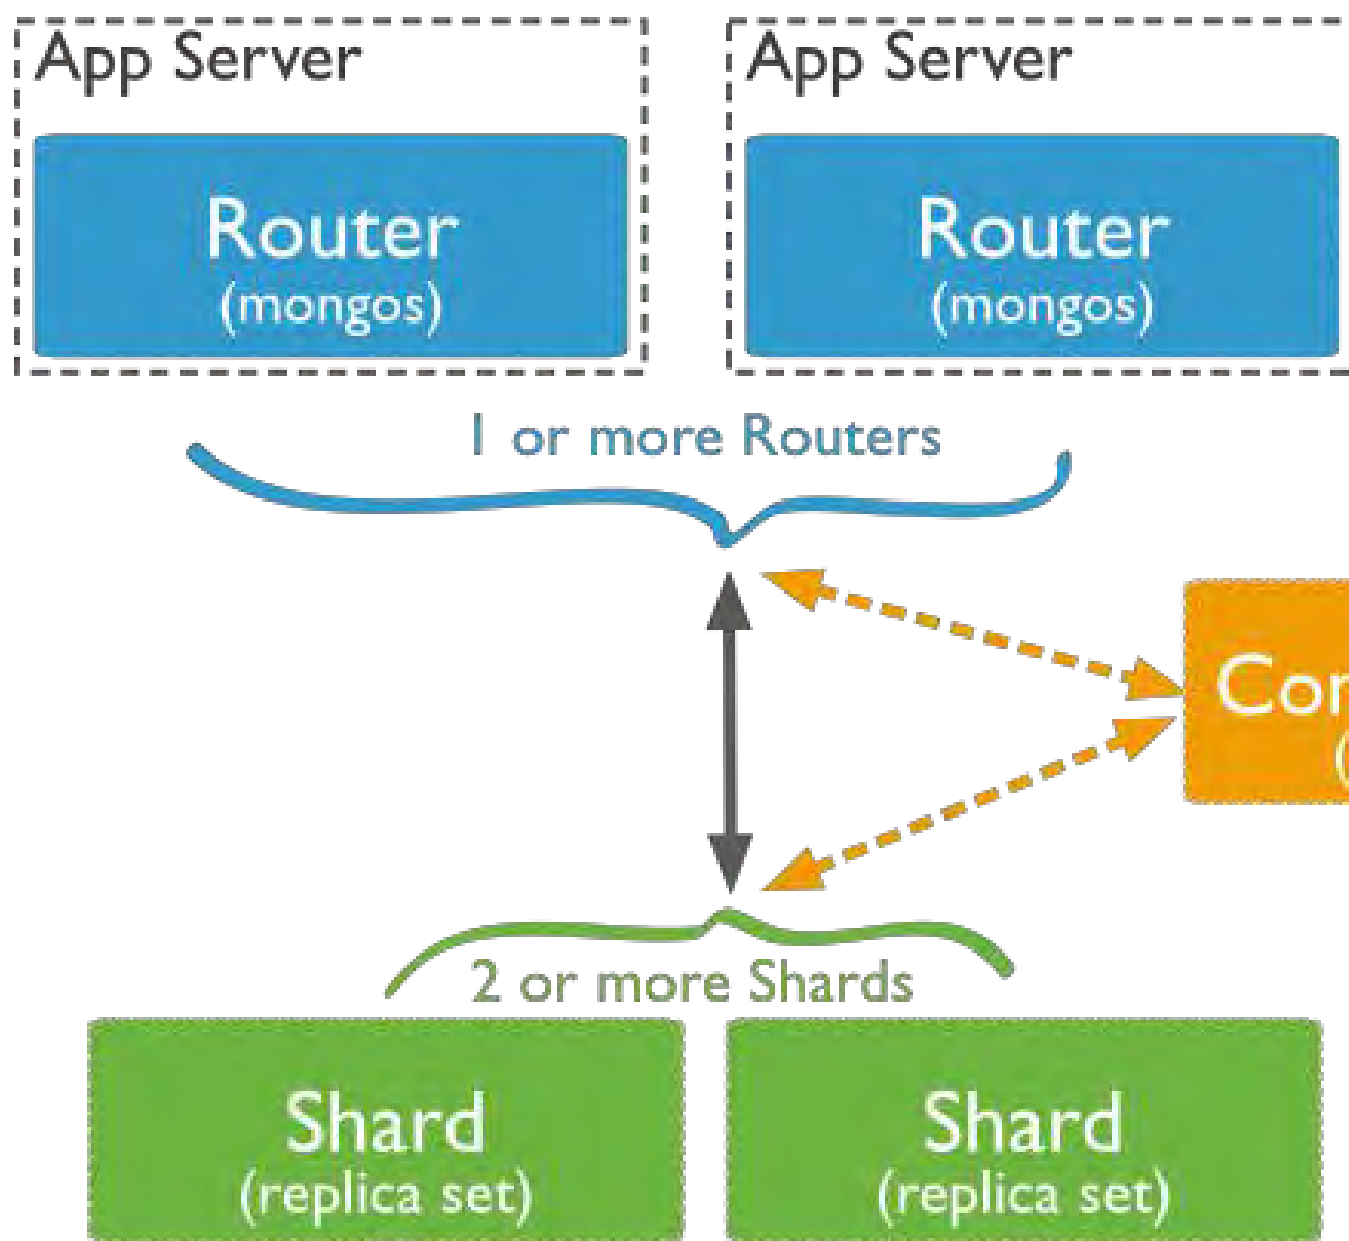 App Server
App Server
Router
(mongos)
Router
(mongos)
1 or more Routers
2 or more Shards
Shard
(replica set)
Shard
(replica set)